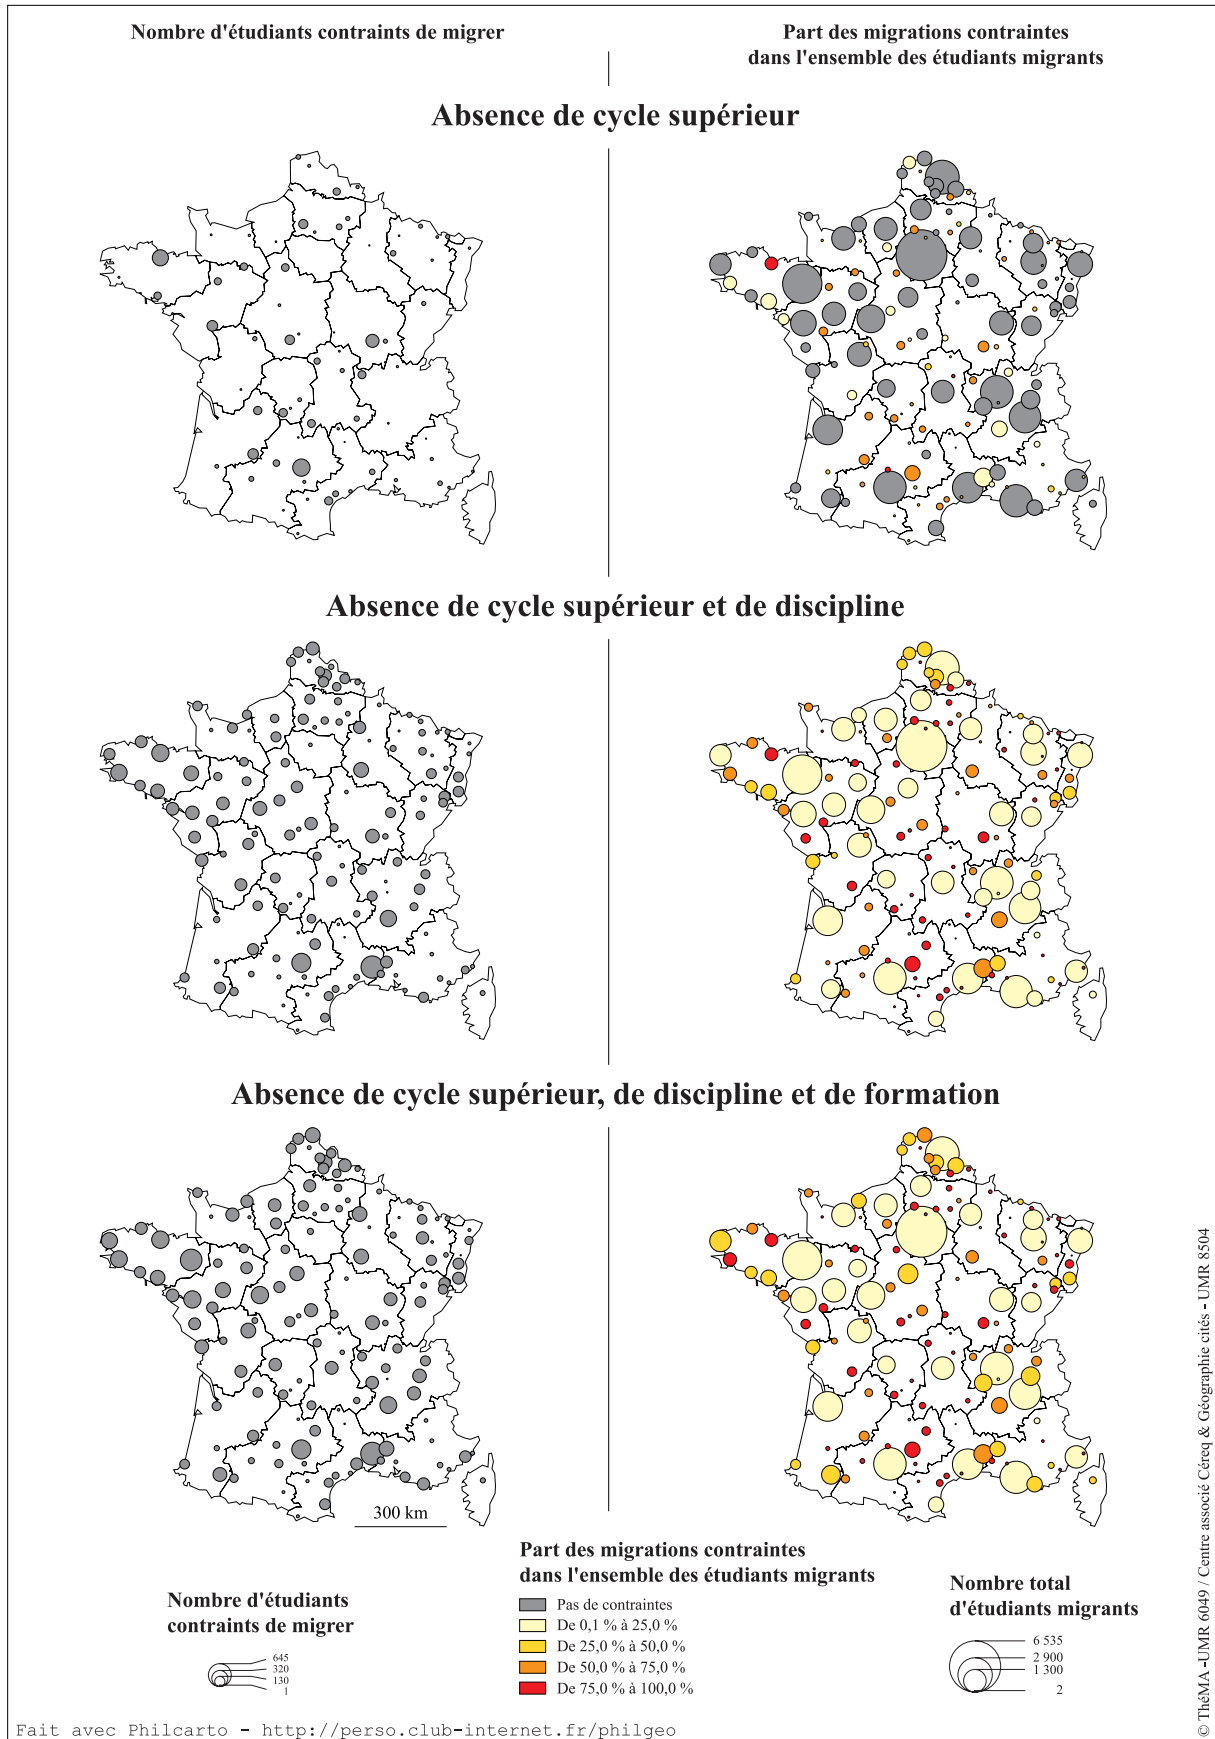 Nombre d'étudiants contraints de migrer
Part des migrations contraintes
dans l'ensemble des étudiants migrants
Absence de cycle supérieur
Absence de cycle supérieur et de discipline
Absence de cycle supérieur, de discipline et de formation
300 km
Nombre d'étudiants
contraints de migrer
645
320
130
1
Part des migrations contraintes
dans l'ensemble des étudiants migrants
Pas de contraintes
De 0,1 % à 25,0 %
De 25,0 % à 50,0 %
De 50,0 % à 75,0 %
De 75,0 % à 100,0 %
Nombre total
d'étudiants migrants
6 535
2 900
1 300
2
© ThéMA -UMR 6049 / Centre associé Céreq & Géographie cités - UMR 8504
Fait avec Philcarto - http://perso.club-internet.fr/philgeo